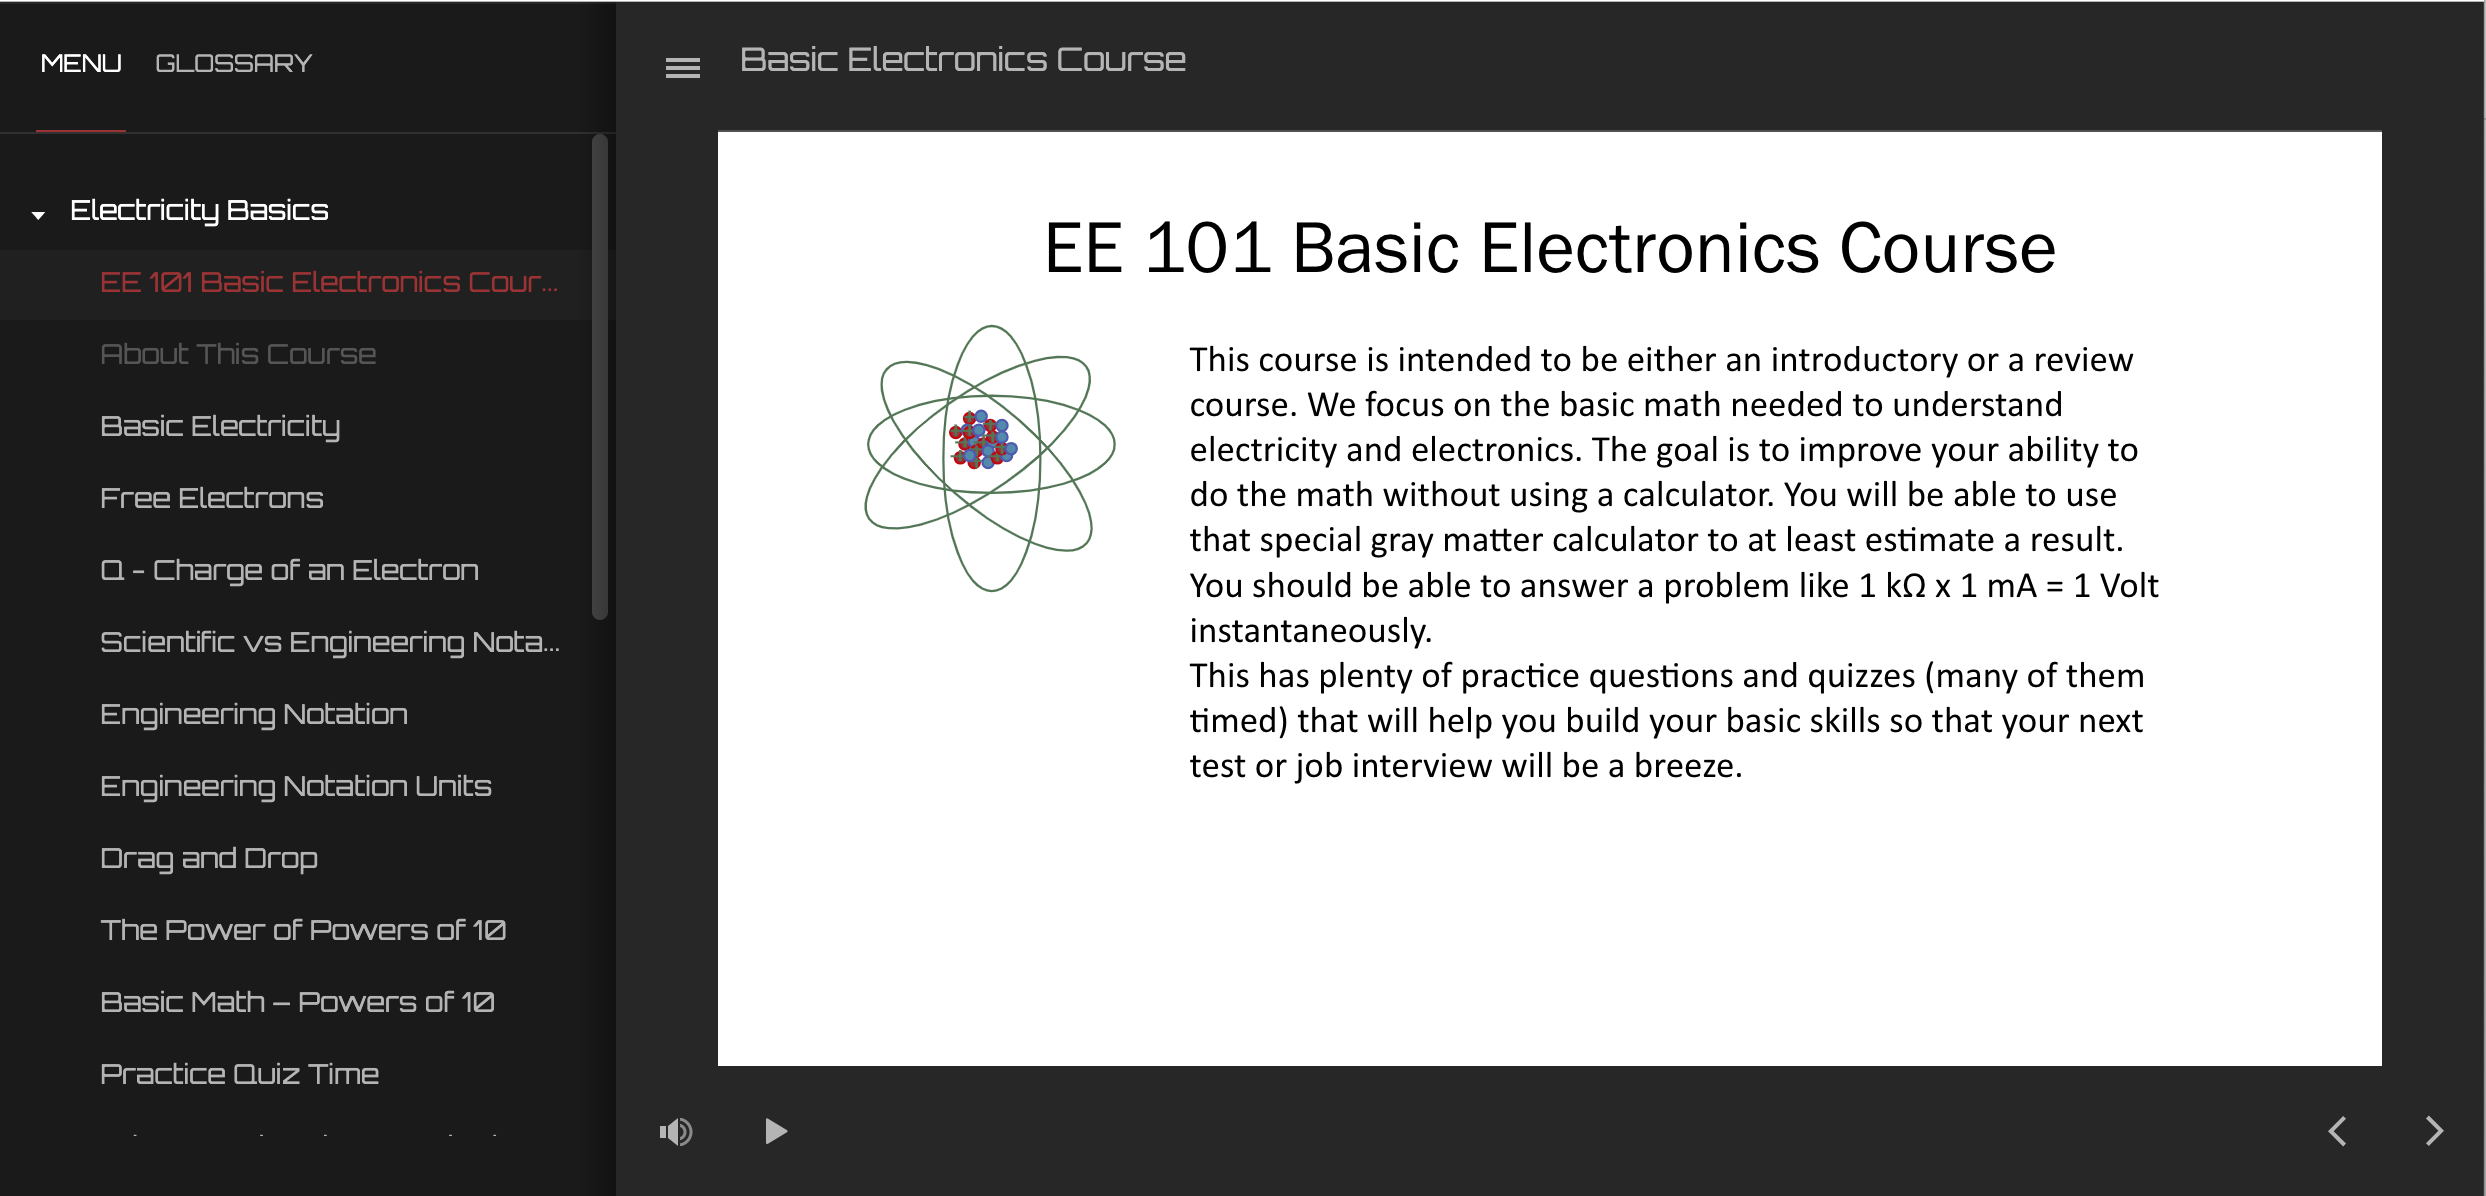 MENU GLOSSARY
Electricity Basics
EE 101 Basic Electronics Cour...
About This Course
Basic Electricity
Free Electrons
Q - Charge of an Electron
Scientific vs Engineering Nota...
Engineering Notation
Engineering Notation Units
Drag and Drop
The Power of Powers of 10
Basic Math – Powers of 10
Practice Quiz Time
Basic Electronics Course
EE 101 Basic Electronics Course
This course is intended to be either an introductory or a review
course. We focus on the basic math needed to understand
electricity and electronics. The goal is to improve your ability to
do the math without using a calculator. You will be able to use
that special gray matter calculator to at least estimate a result.
You should be able to answer a problem like 1 kΩ x 1 mA = 1 Volt
instantaneously.
This has plenty of practice questions and quizzes (many of them
timed) that will help you build your basic skills so that your next
test or job interview will be a breeze.